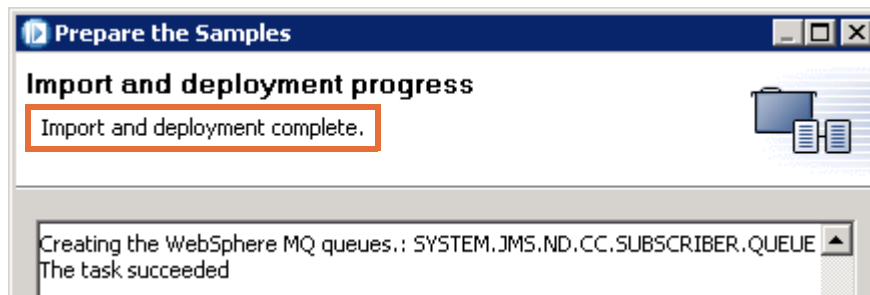 Prepare the Samples
Import and deployment progress
Import and deployment complete.
Creating the WebSphere MQ queues.: SYSTEM.JMS.ND.CC.SUBSCRIBER.QUEUE
The task succeeded